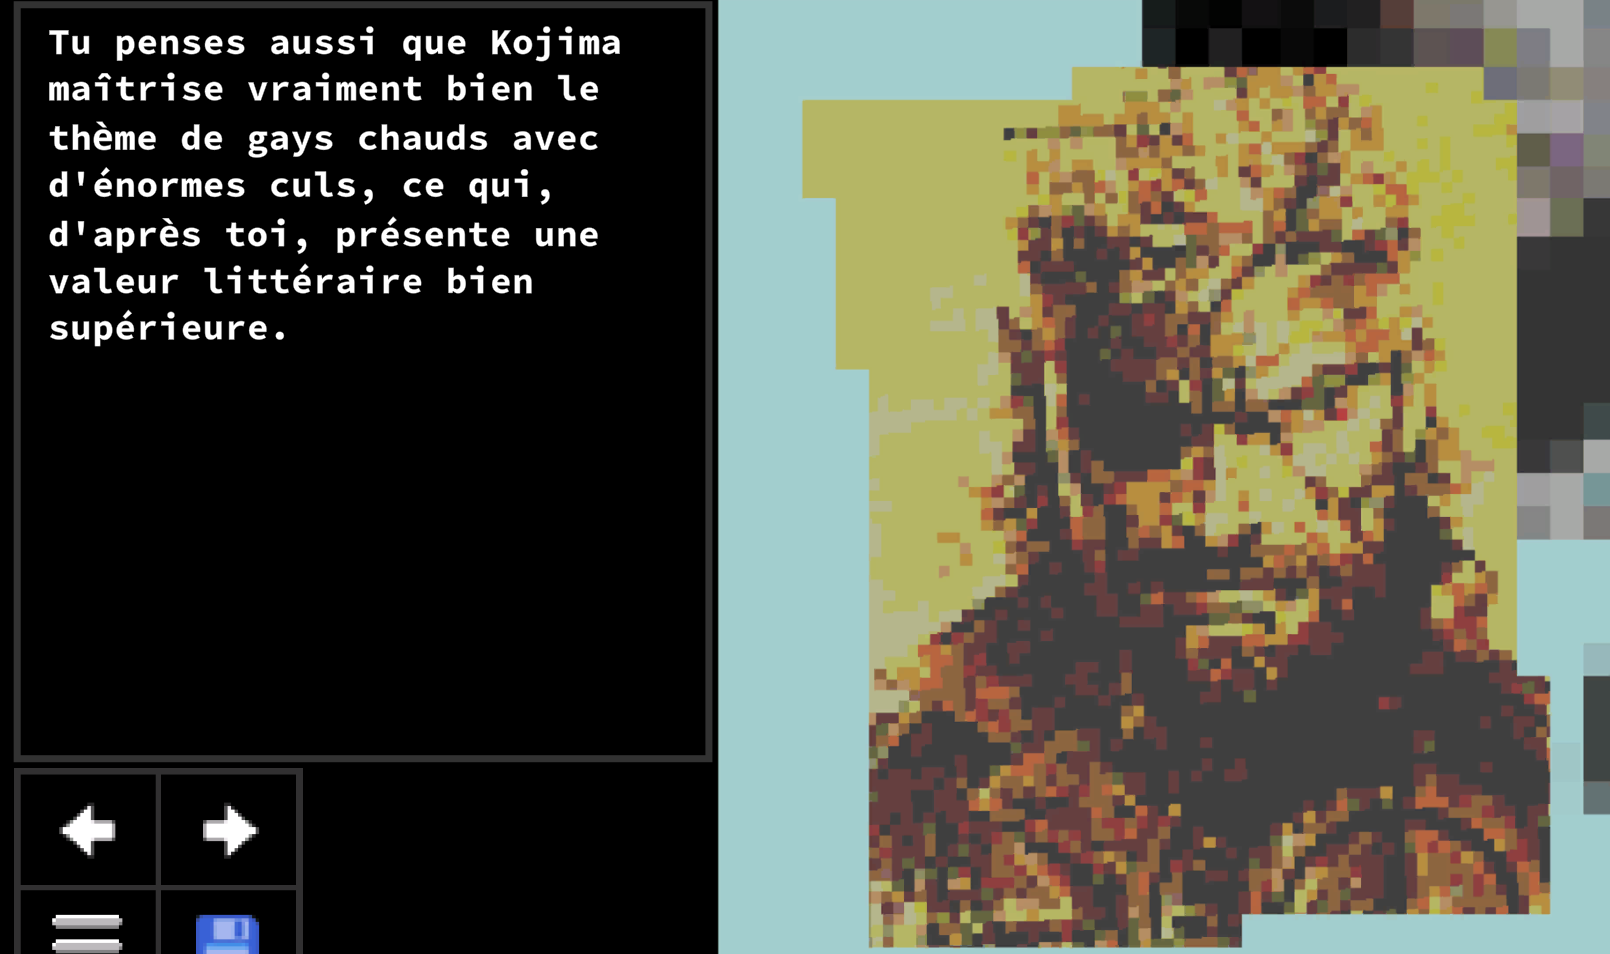 Tu penses aussi que Kojima
maîtrise vraiment bien le
thème de gays chauds avec
d'énormes culs, ce qui,
d'après toi, présente une
valeur littéraire bien
supérieure.